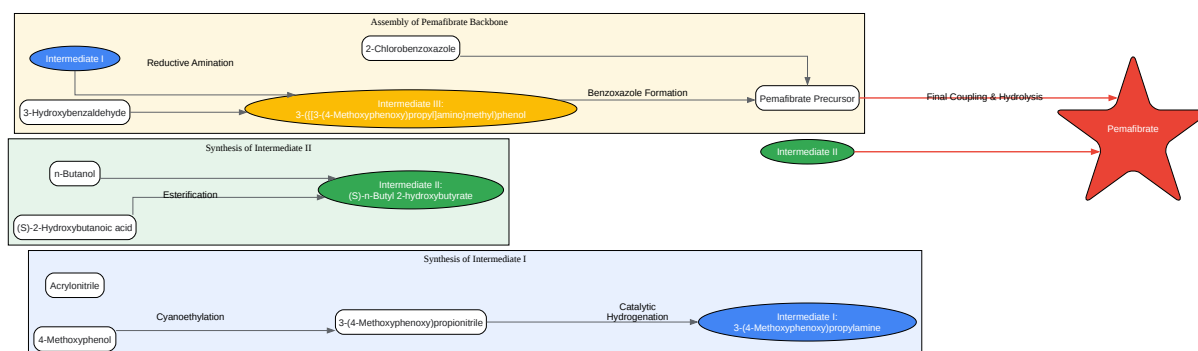 Assembly of Pemafibrate Backbone
2-Chlorobenzoxazole
Intermediate I
Reductive Amination
3-Hydroxybenzaldehyde
Intermediate III:
3-({[3-(4-Methoxyphenoxy)propyl]amino}methyl)phenol
Benzoxazole Formation
Pemafibrate Precursor
Final Coupling & Hydrolysis
Pemafibrate
Intermediate II
Synthesis of Intermediate II
n-Butanol
Esterification
(S)-2-Hydroxybutanoic acid
Intermediate II:
(S)-n-Butyl 2-hydroxybutyrate
Synthesis of Intermediate I
Acrylonitrile
4-Methoxyphenol
Cyanoethylation
3-(4-Methoxyphenoxy)propionitrile
Catalytic
Hydrogenation
Intermediate I:
3-(4-Methoxyphenoxy)propylamine